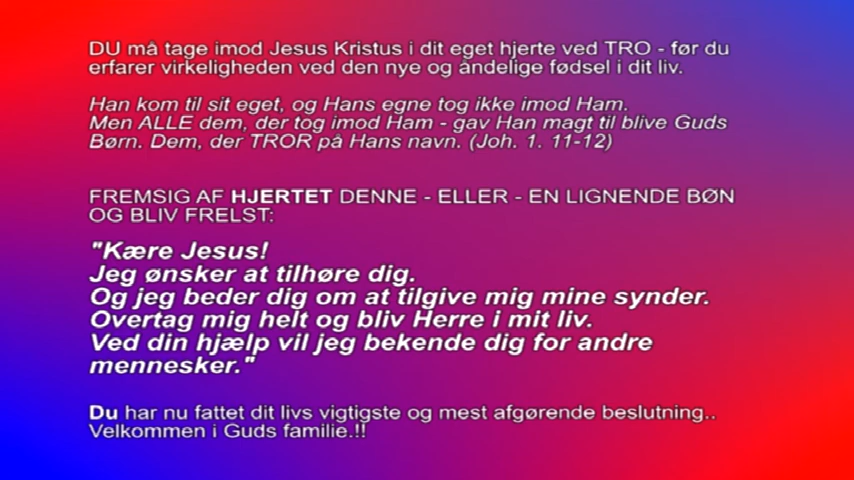 DU må tage imod Jesus Kristus i dit eget hjerte ved TRO - før du
erfarer virkeligheden ved den nye og åndelige fødsel i dit liv.
Han kom til sit eget, og Hans egne tog ikke imod Ham.
Men ALLE dem, der tog imod Ham - gav Han magt til blive Guds
Børn. Dem, der TROR på Hans navn. (Joh. 1. 11-12)
FREMSIG AF HJERTET DENNE - ELLER - EN LIGNENDE BØN
OG BLIV FRELST:
"Kære Jesus!
Jeg ønsker at tilhøre dig.
Og jeg beder dig om at tilgive mig mine synder.
Overtag mig helt og bliv Herre i mit liv.
Ved din hjælp vil jeg bekende dig for andre
mennesker."
Du har nu fattet dit livs vigtigste og mest afgørende beslutning..
Velkommen i Guds familie.!!